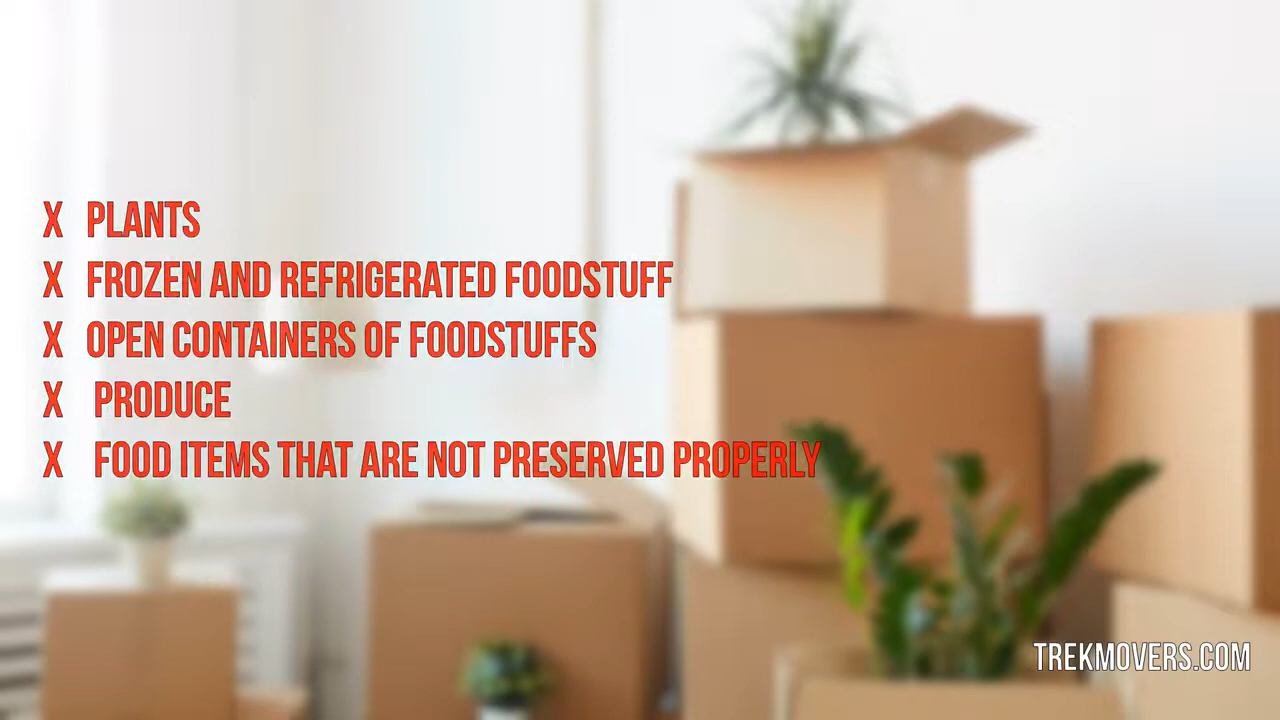 X PLANTS
X FROZEN AND REFRIGERATED FOODSTUFF
X OPEN CONTAINERS OF FOODSTUFFS
X PRODUCE
X FOOD ITEMS THAT ARE NOT PRESERVED PROPERLY
TREKMOVERS.COM